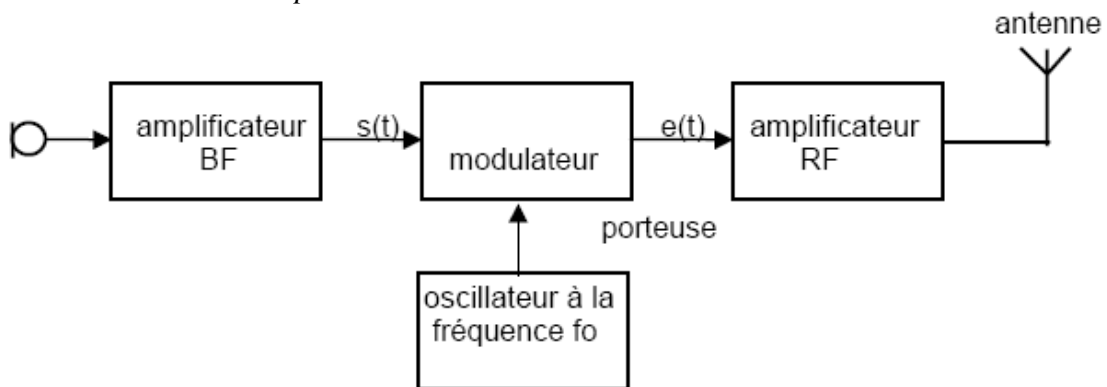 antenne
amplificateur
BF
s(t)
modulateur
e(t)
amplificateur
RF
porteuse
oscillateur à la
fréquence fo